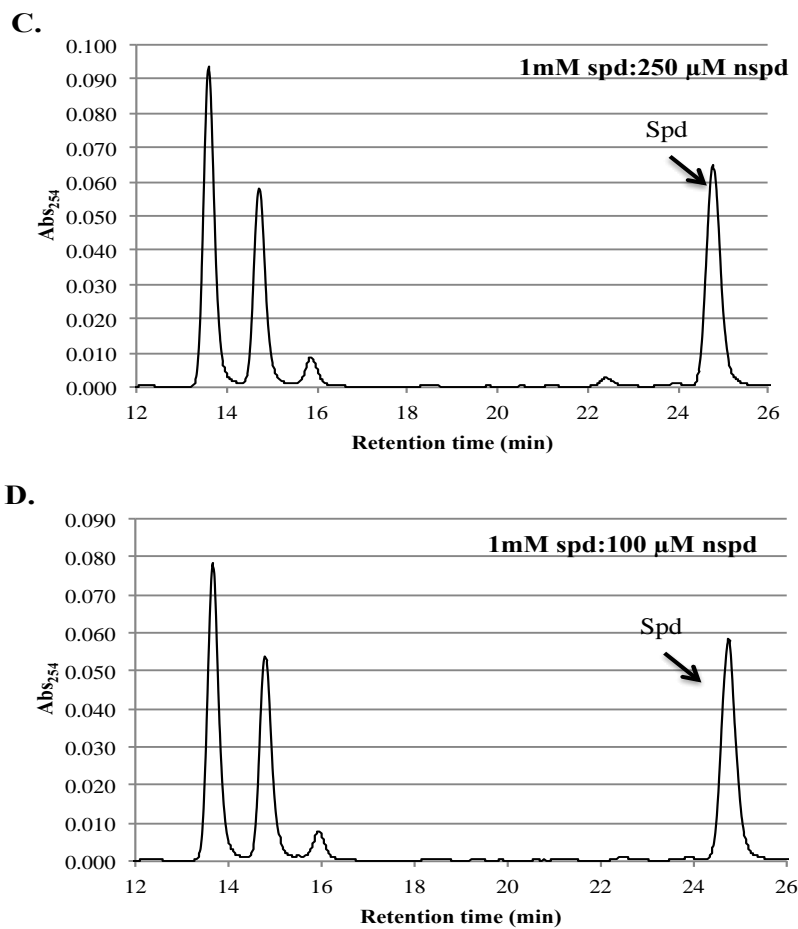 C.
1mM spd:250 µM nspd
Spd
0.100
0.090
0.080
0.070
0.060
0.050
0.040
0.030
0.020
0.010
0.000
Abs254
12 14 16 18 20 22 24 26
Retention time (min)
D.
1mM spd:100 µM nspd
Spd
0.090
0.080
0.070
0.060
0.050
0.040
0.030
0.020
0.010
0.000
Abs254
12 14 16 18 20 22 24 26
Retention time (min)